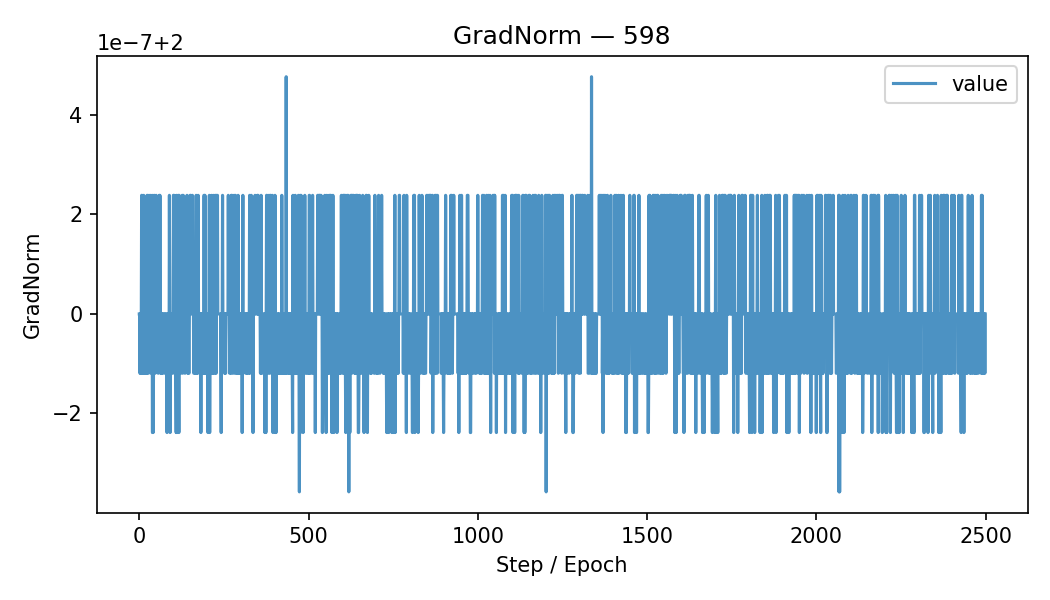 GradNorm — 598
1e−7+2
value
4
2
0
−2
GradNorm
0
500
1000
1500
2000
2500
Step / Epoch